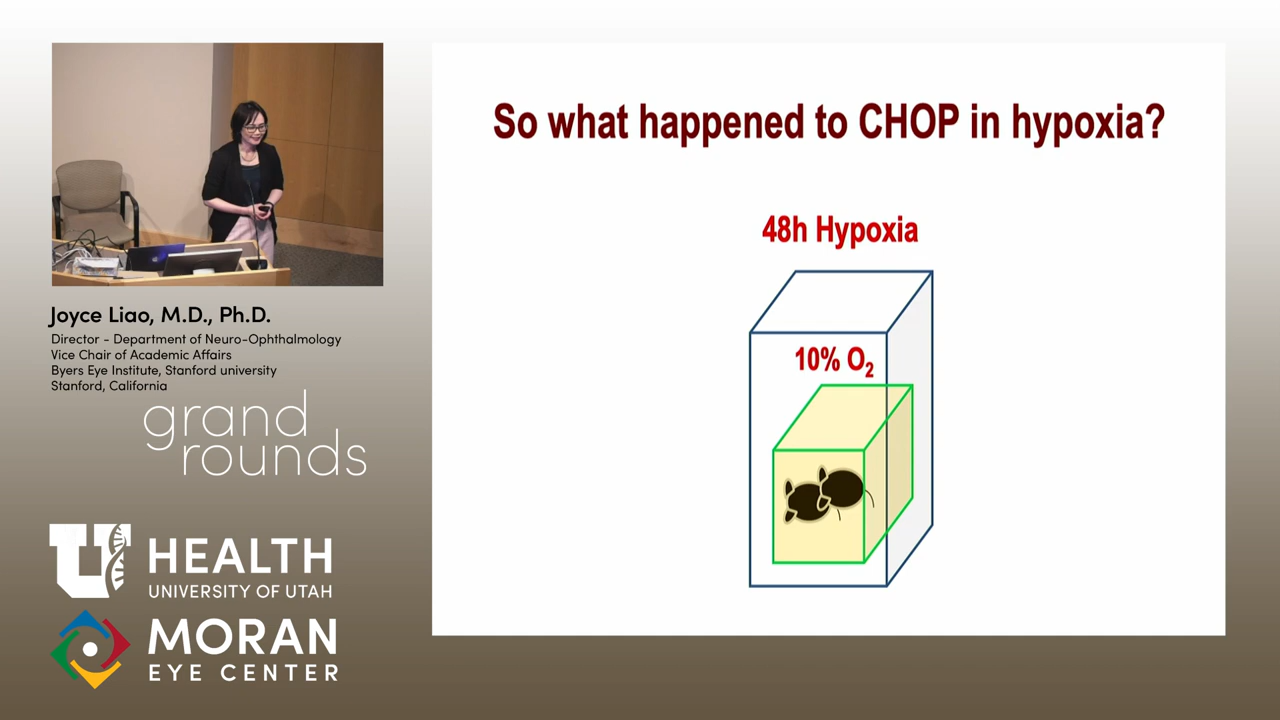 So what happened to CHOP in hypoxia?
48h Hypoxia
10% O₂
Joyce Liao, M.D., Ph.D.
Director - Department of Neuro-Ophthalmology
Vice Chair of Academic Affairs
Byers Eye Institute, Stanford university
Stanford, California
grand
rounds
U HEALTH
UNIVERSITY OF UTAH
MORAN
EYE CENTER